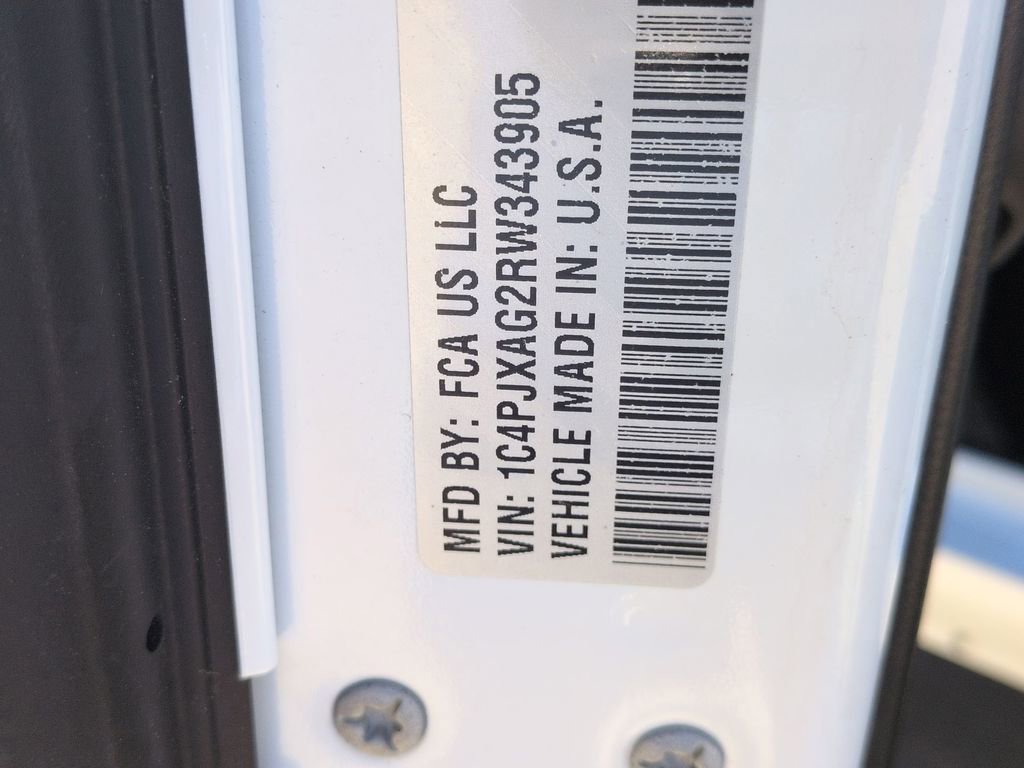 MFD BY: FCA US LLC
VIN: 1C4PJXAG2RW343905
VEHICLE MADE IN: U.S.A.